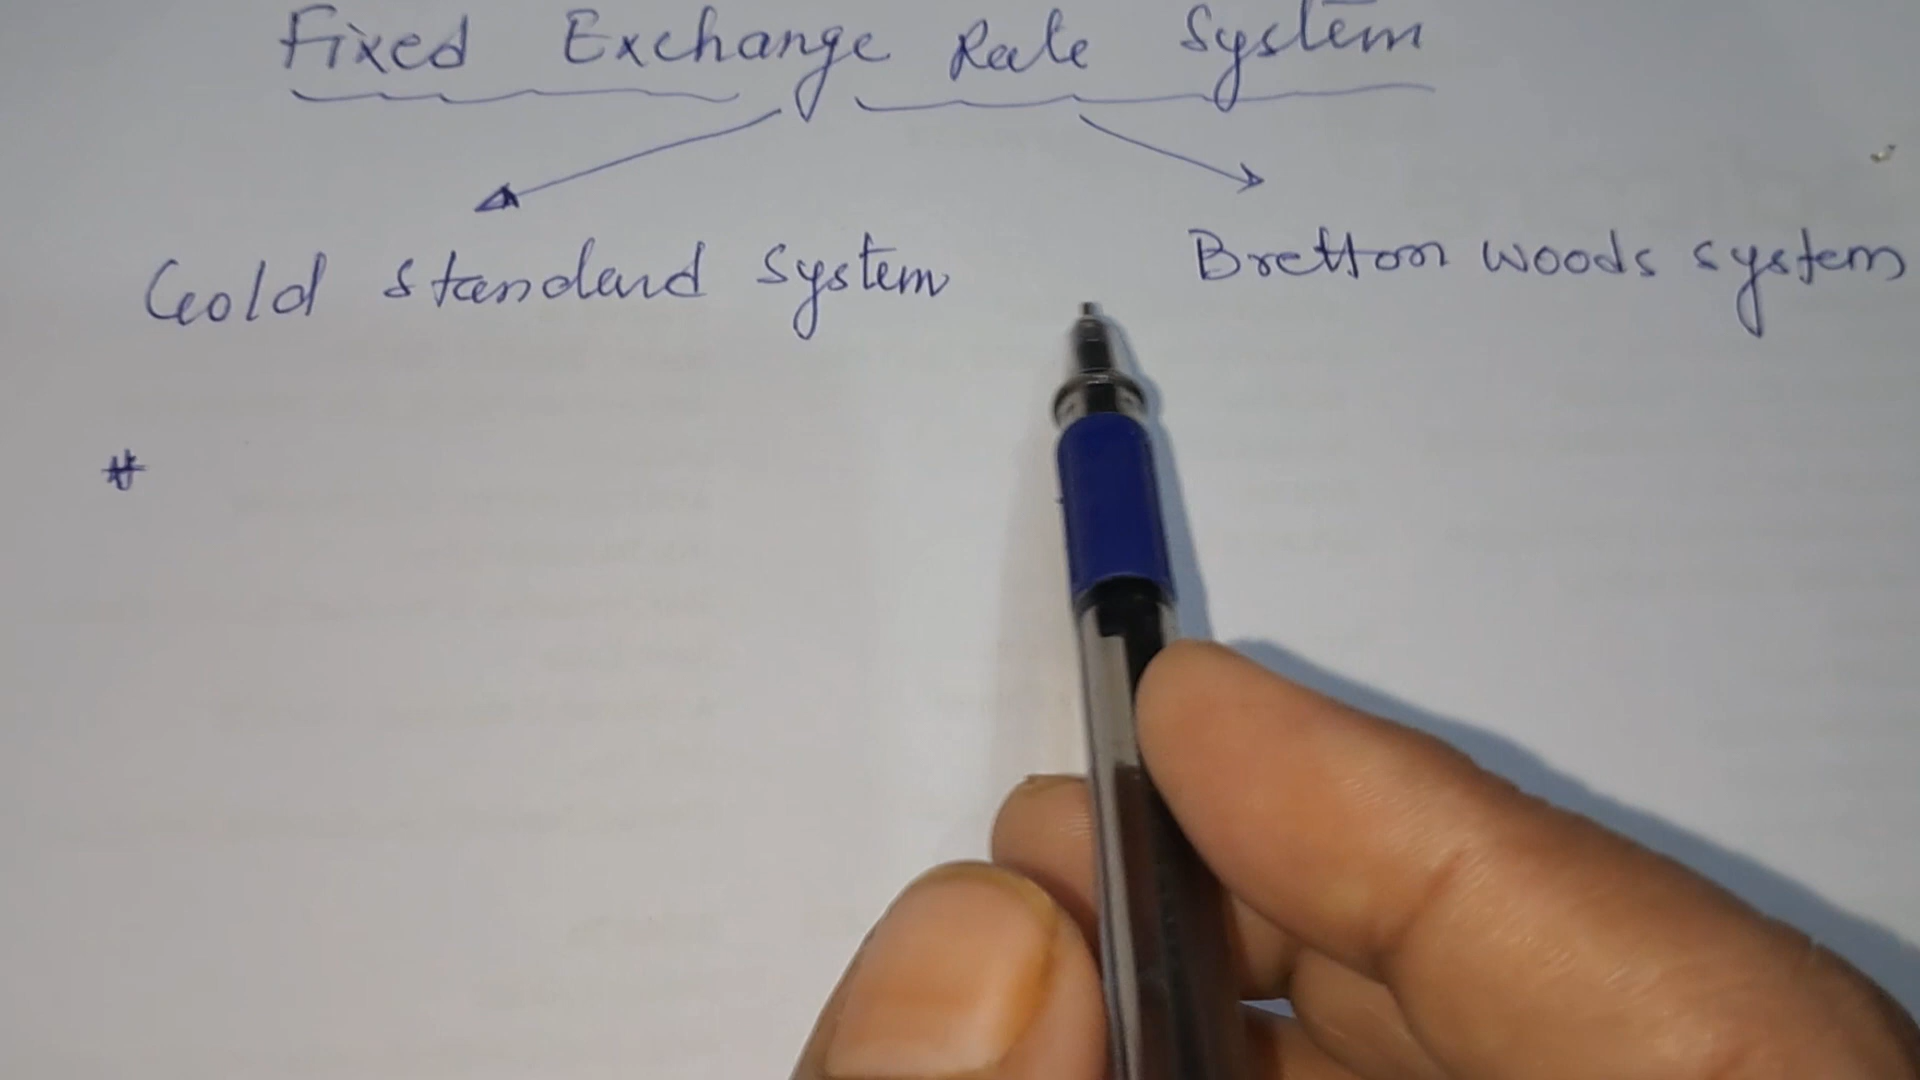 Fixed Exchange Rate System
Gold standard system
Bretton woods system
#